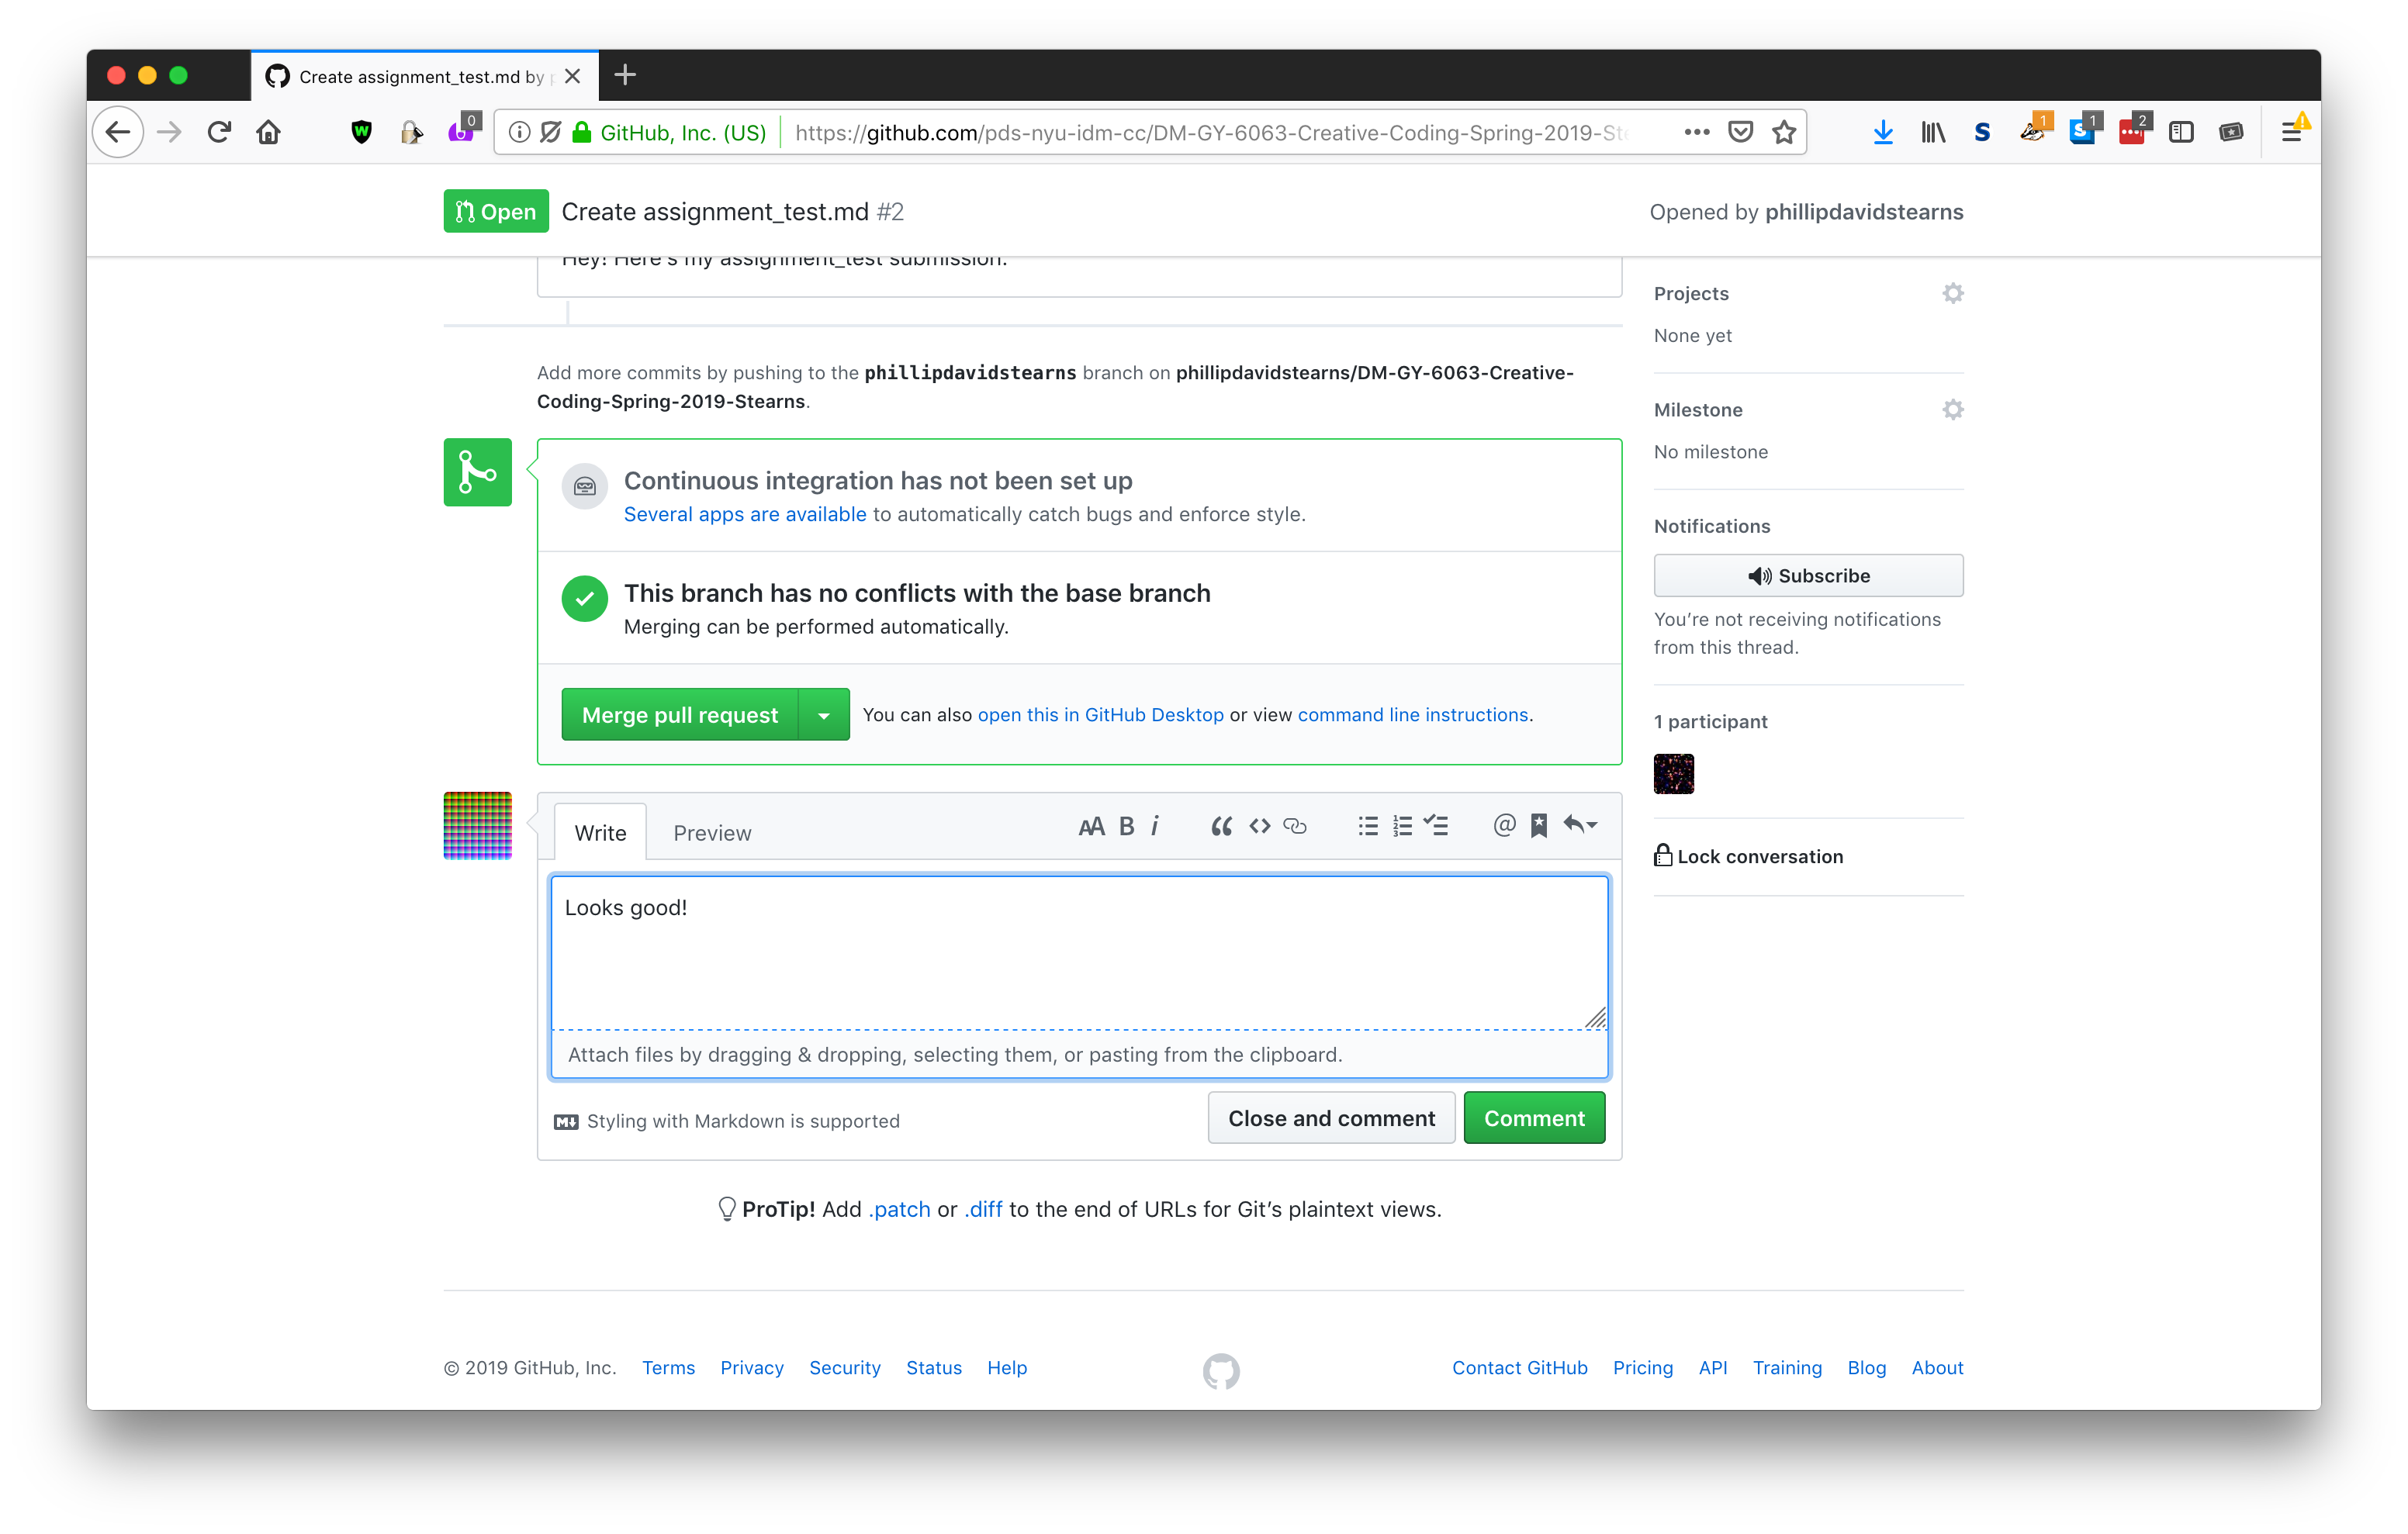 Create assignment_test.md by
0
GitHub, Inc. (US)
https://github.com/pds-nyu-idm-cc/DM-GY-6063-Creative-Coding-Spring-2019-Ste
1
1
2
Open
Create assignment_test.md #2
Opened by phillipdavidstearns
Hey! Here's my assignment_test submission.
Add more commits by pushing to the phillipdavidstearns branch on phillipdavidstearns/DM-GY-6063-Creative-
Coding-Spring-2019-Stearns.
Continuous integration has not been set up
Several apps are available to automatically catch bugs and enforce style.
This branch has no conflicts with the base branch
Merging can be performed automatically.
Merge pull request
You can also open this in GitHub Desktop or view command line instructions.
Write
Preview
AA B i
Looks good!
Attach files by dragging & dropping, selecting them, or pasting from the clipboard.
Styling with Markdown is supported
Close and comment
Comment
ProTip! Add .patch or .diff to the end of URLs for Git’s plaintext views.
Projects
None yet
Milestone
No milestone
Notifications
Subscribe
You’re not receiving notifications
from this thread.
1 participant
Lock conversation
© 2019 GitHub, Inc.
Terms
Privacy
Security
Status
Help
Contact GitHub
Pricing
API
Training
Blog
About